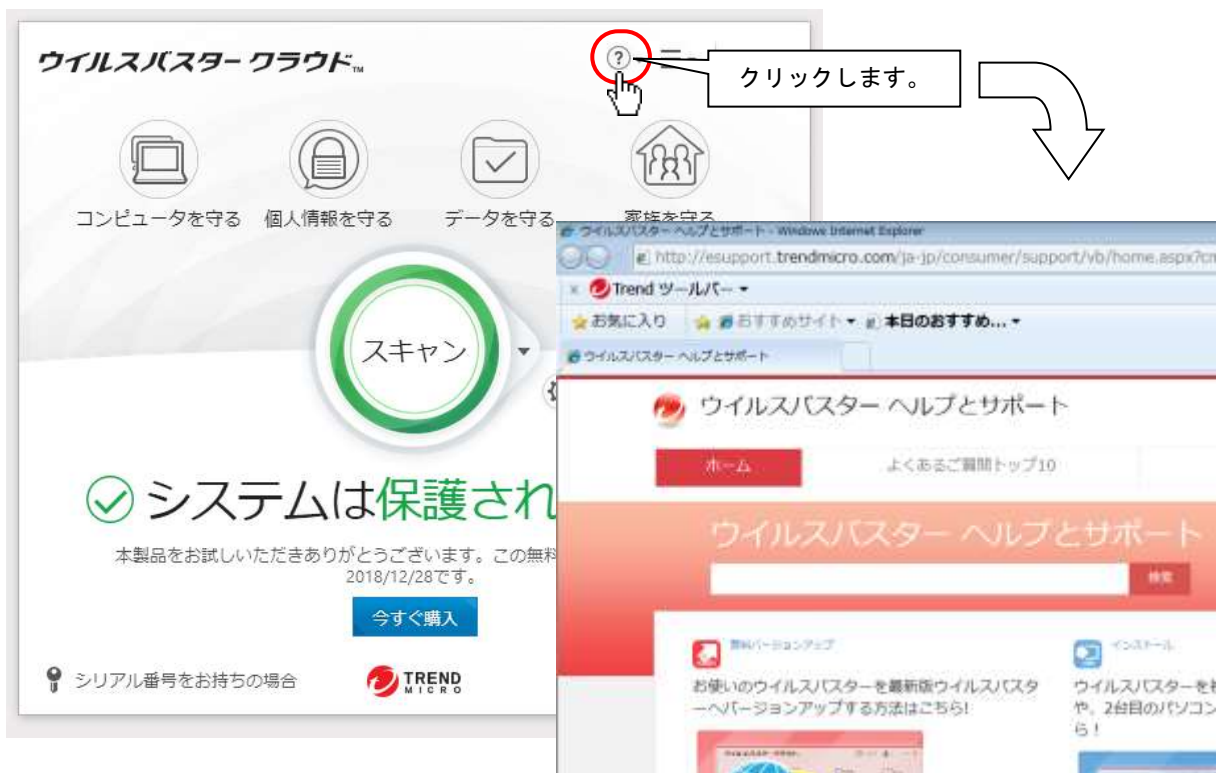 ウイルスバスター クラウド™
?
クリックします。
コンピュータを守る
個人情報を守る
データを守る
家族を守る
スキャン
システムは保護され
本製品をお試しいただきありがとうございます。この無料
2018/12/28です。
今すぐ購入
シリアル番号をお持ちの場合
TREND
MICRO
ウイルスバスター ヘルプとサポート - Windows Internet Explorer
http://esupport.trendmicro.com/ja-jp/consumer/support/vb/home.aspx?cm
Trend ツールバー
お気に入り
おすすめサイト
本日のおすすめ...
ウイルスバスター ヘルプとサポート
ウイルスバスター ヘルプとサポート
ホーム
よくあるご質問トップ10
ウイルスバスター ヘルプとサポート
検索
無料バージョンアップ
インストール
お使いのウイルスバスターを最新版ウイルスバスタ
ーへバージョンアップする方法はこちら!
ウイルスバスターを
や、2台目のパソコン
ら!